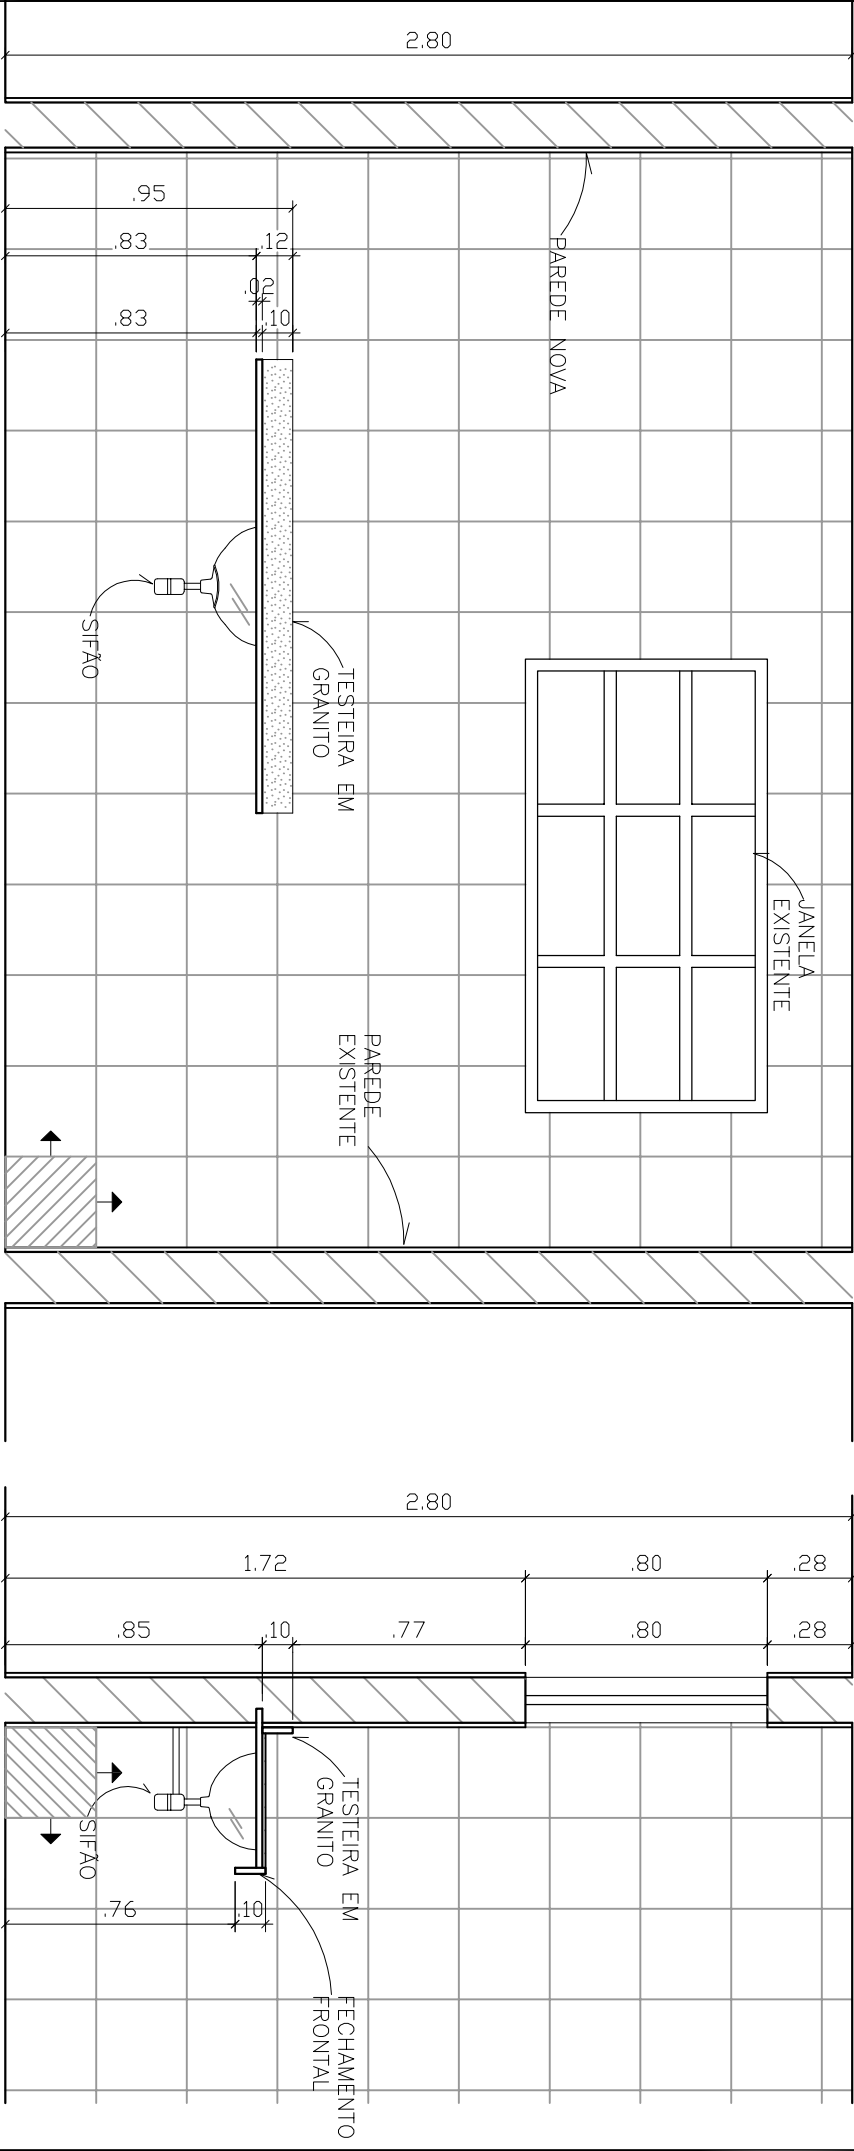 2.80
.95
.83
.12
.02
.83
.10
PAREDE NOVA
SIFÃO
TESTEIRA EM
GRANITO
JANELA
EXISTENTE
PAREDE
EXISTENTE
2.80
1.72
.80
.28
.85
.10
.77
.80
.28
TESTEIRA EM
GRANITO
SIFÃO
.76
.10
FECHAMENTO
FRONTAL